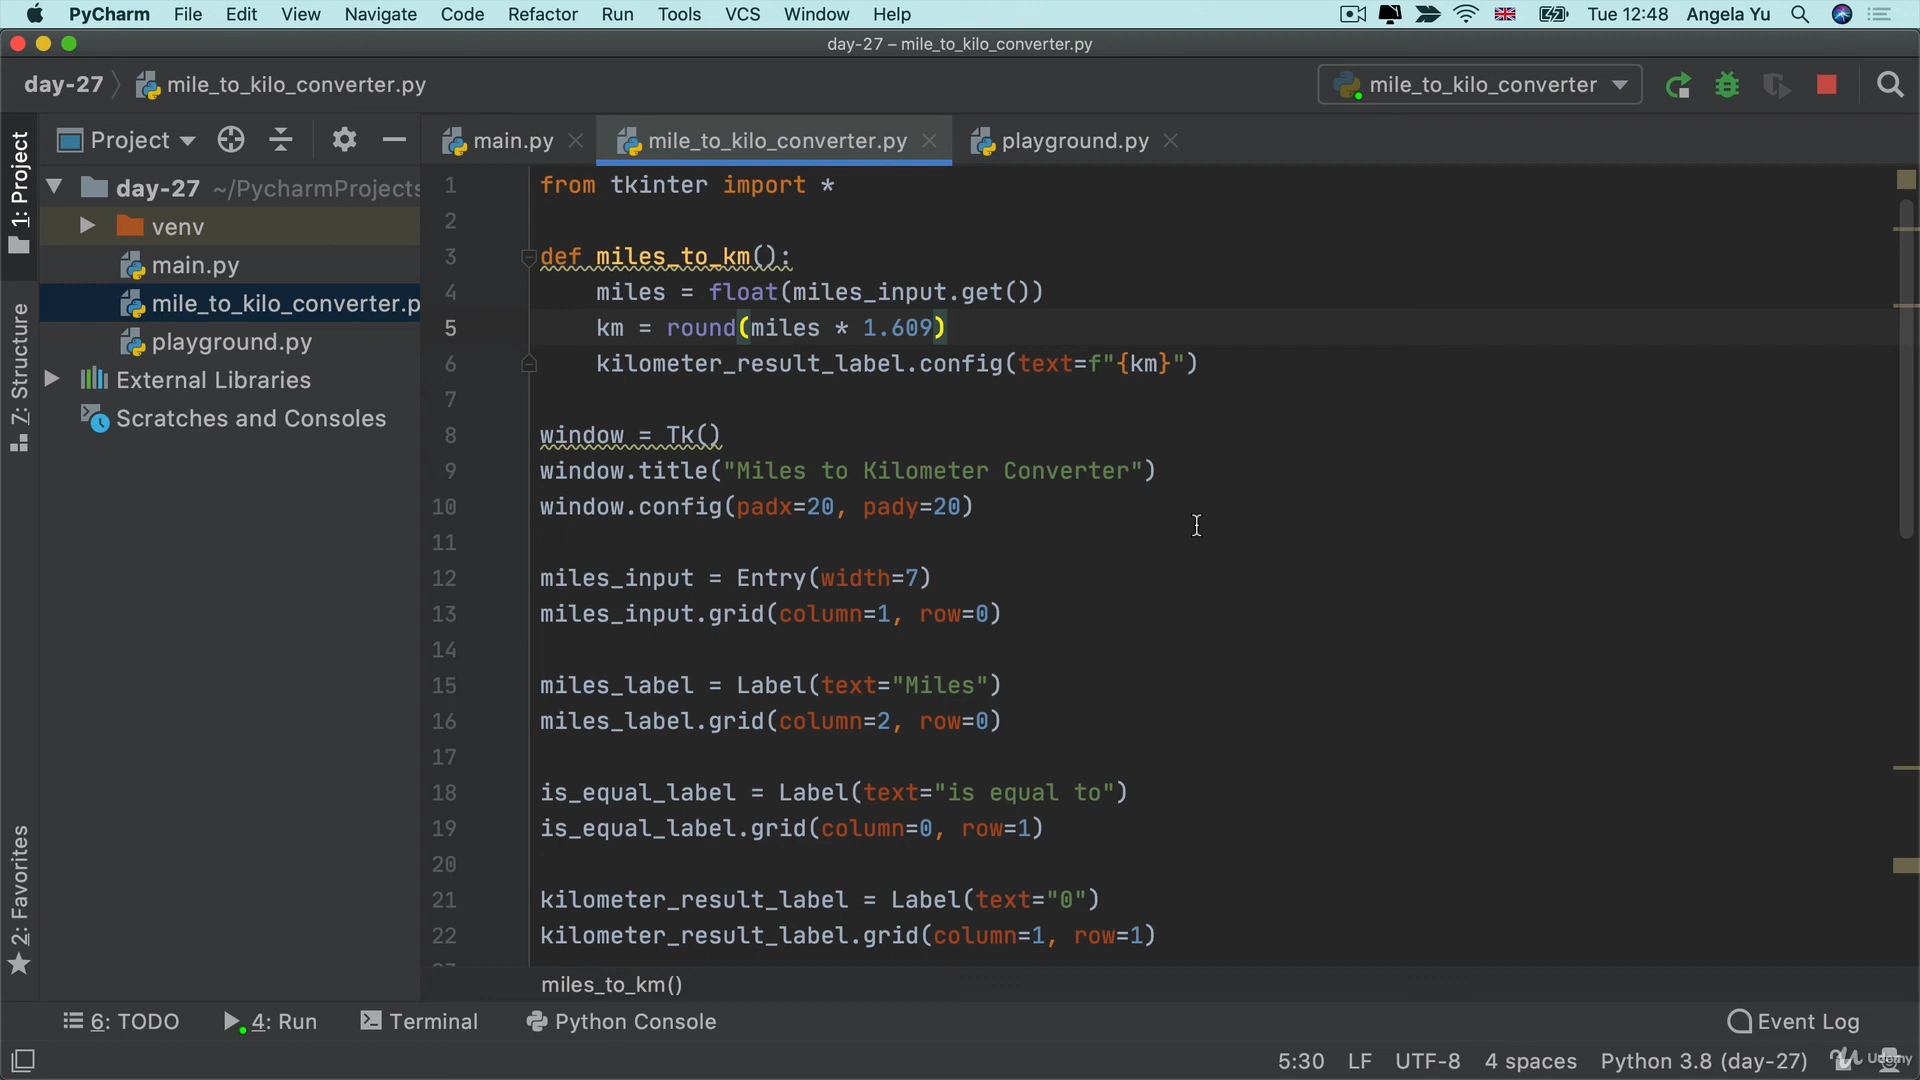 PyCharm File Edit View Navigate Code Refactor Run Tools VCS Window Help Tue 12:48 Angela Yu
day-27 – mile_to_kilo_converter.py
day-27 mile_to_kilo_converter.py mile_to_kilo_converter
Project main.py mile_to_kilo_converter.py playground.py
1: Project
7: Structure
2: Favorites
day-27 ~/PycharmProjects
venv
main.py
mile_to_kilo_converter.p
playground.py
External Libraries
Scratches and Consoles
1 from tkinter import *
2
3 def miles_to_km():
4 miles = float(miles_input.get())
5 km = round(miles * 1.609)
6 kilometer_result_label.config(text=f"{km}")
7
8 window = Tk()
9 window.title("Miles to Kilometer Converter")
10 window.config(padx=20, pady=20)
11
12 miles_input = Entry(width=7)
13 miles_input.grid(column=1, row=0)
14
15 miles_label = Label(text="Miles")
16 miles_label.grid(column=2, row=0)
17
18 is_equal_label = Label(text="is equal to")
19 is_equal_label.grid(column=0, row=1)
20
21 kilometer_result_label = Label(text="0")
22 kilometer_result_label.grid(column=1, row=1)
miles_to_km()
6: TODO 4: Run Terminal Python Console Event Log
5:30 LF UTF-8 4 spaces Python 3.8 (day-27) Udemy